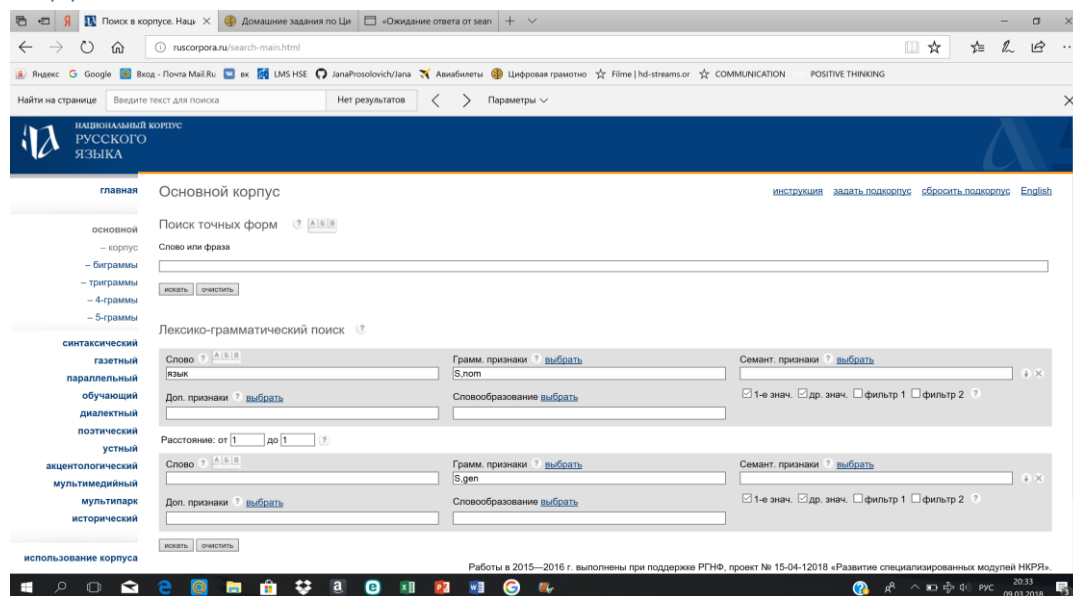 Поиск в корпусе. Наци
Домашние задания по Ци
«Ожидание ответа от sear
ruscorpora.ru/search-main.html
Яндекс Google Вход - Почта Mail.Ru вк LMS HSE JanaProsolovich/Jana Авиабилеты Цифровая грамотно Filme | hd-streams.or COMMUNICATION POSITIVE THINKING
Найти на странице Введите текст для поиска Нет результатов Параметры
НАЦИОНАЛЬНЫЙ КОРПУС
РУССКОГО
ЯЗЫКА
главная
основной
– корпус
– биграммы
– триграммы
– 4-граммы
– 5-граммы
синтаксический
газетный
параллельный
обучающий
диалектный
поэтический
устный
акцентологический
мультимедийный
мультипарк
исторический
использование корпуса
Основной корпус
инструкция задать подкорпус сбросить подкорпус English
Поиск точных форм ? А Б В
Слово или фраза
искать очистить
Лексико-грамматический поиск ?
Слово ? А Б В Грамм. признаки ? выбрать Семант. признаки ? выбрать
язык S,nom
Доп. признаки ? выбрать Словообразование выбрать 1-е знач. др. знач. фильтр 1 фильтр 2 ?
Расстояние: от 1 до 1 ?
Слово ? А Б В Грамм. признаки ? выбрать Семант. признаки ? выбрать
S,gen
Доп. признаки ? выбрать Словообразование выбрать 1-е знач. др. знач. фильтр 1 фильтр 2 ?
искать очистить
Работы в 2015—2016 г. выполнены при поддержке РГНФ, проект № 15-04-12018 «Развитие специализированных модулей НКРЯ».
РУС 20:33
09.03.2018